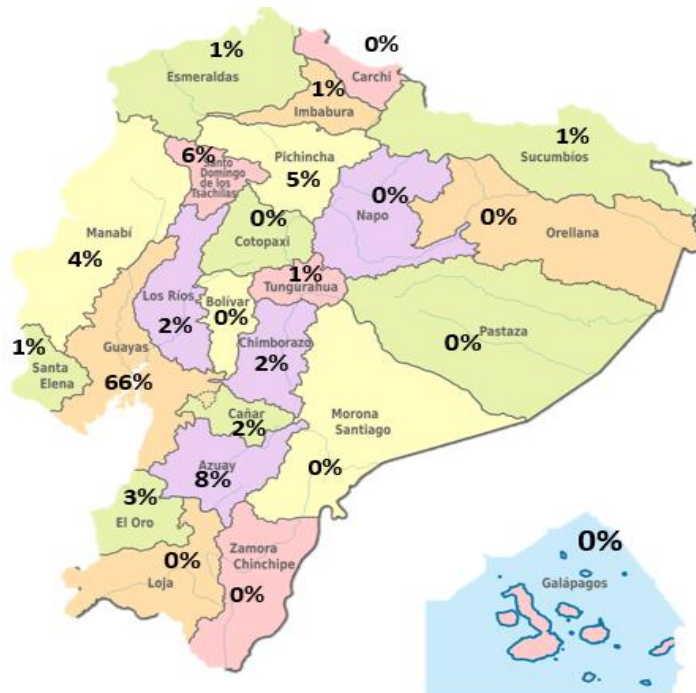 1%
Esmeraldas
0%
Carchi
1%
Imbabura
1%
Sucumbíos
6%
Santo
Domingo
de los
Tsáchilas
Pichincha
5%
0%
Napo
0%
Orellana
Manabí
4%
0%
Cotopaxi
1%
Tungurahua
Los Ríos
2%
Bolívar
0%
Chimborazo
2%
0%
Pastaza
1%
Santa
Elena
Guayas
66%
Cañar
2%
Morona
Santiago
0%
Azuay
8%
3%
El Oro
0%
Loja
Zamora
Chinchipe
0%
0%
Galápagos